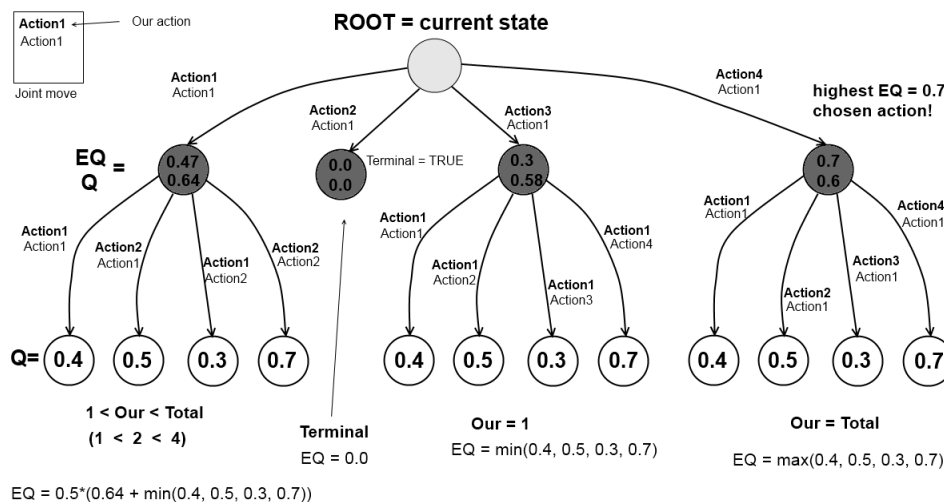 Action1
Action1
Our action
Joint move
ROOT = current state
Action1
Action1
Action2
Action1
Action3
Action1
Action4
Action1
highest EQ = 0.7
chosen action!
EQ =
Q
0.47
0.64
0.0
0.0
Terminal = TRUE
0.3
0.58
0.7
0.6
Action1
Action1
Action2
Action1
Action1
Action2
Action2
Action2
Action1
Action1
Action1
Action2
Action1
Action3
Action1
Action4
Action1
Action1
Action2
Action1
Action3
Action1
Action4
Action1
Q=
0.4
0.5
0.3
0.7
0.4
0.5
0.3
0.7
0.4
0.5
0.3
0.7
1 < Our < Total
(1 < 2 < 4)
Terminal
EQ = 0.0
Our = 1
EQ = min(0.4, 0.5, 0.3, 0.7)
Our = Total
EQ = max(0.4, 0.5, 0.3, 0.7)
EQ = 0.5*(0.64 + min(0.4, 0.5, 0.3, 0.7))